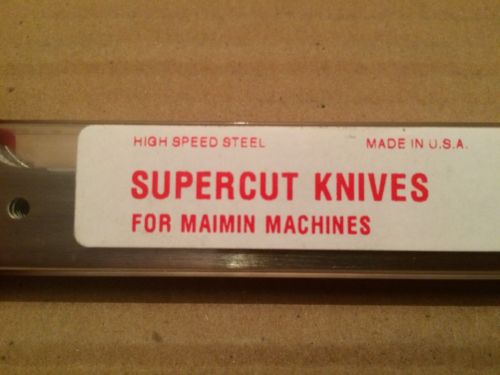 HIGH SPEED STEEL MADE IN U.S.A.
SUPERCUT KNIVES
FOR MAIMIN MACHINES